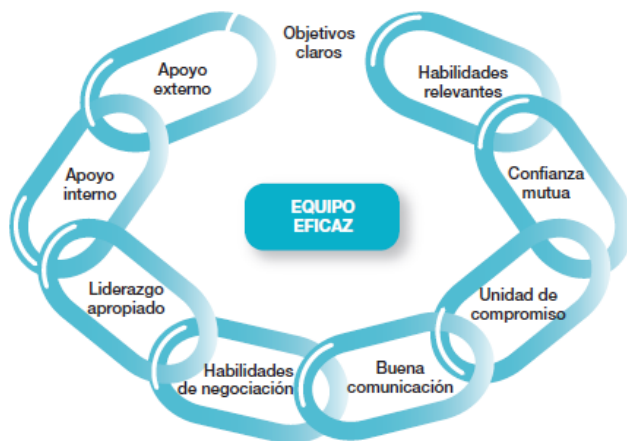 Objetivos
claros
Habilidades
relevantes
Confianza
mutua
Unidad de
compromiso
Buena
comunicación
Habilidades
de negociación
Liderazgo
apropiado
Apoyo
interno
Apoyo
externo
EQUIPO
EFICAZ